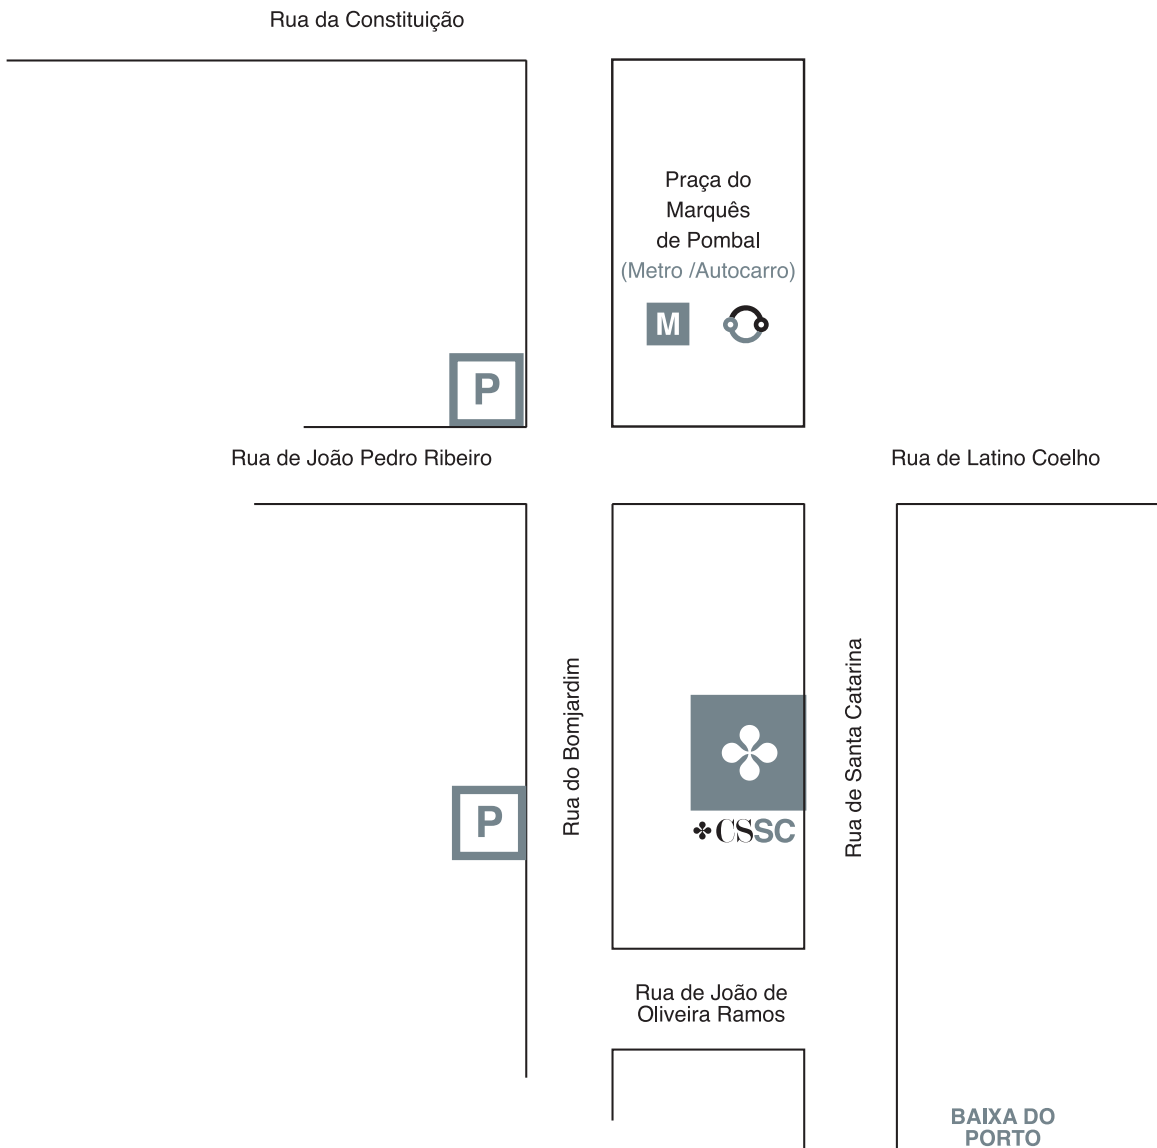 Rua da Constituição
Praça do
Marquês
de Pombal
(Metro /Autocarro)
M
P
Rua de João Pedro Ribeiro
Rua de Latino Coelho
Rua do Bomjardim
Rua de Santa Catarina
P
CSSC
Rua de João de
Oliveira Ramos
BAIXA DO
PORTO